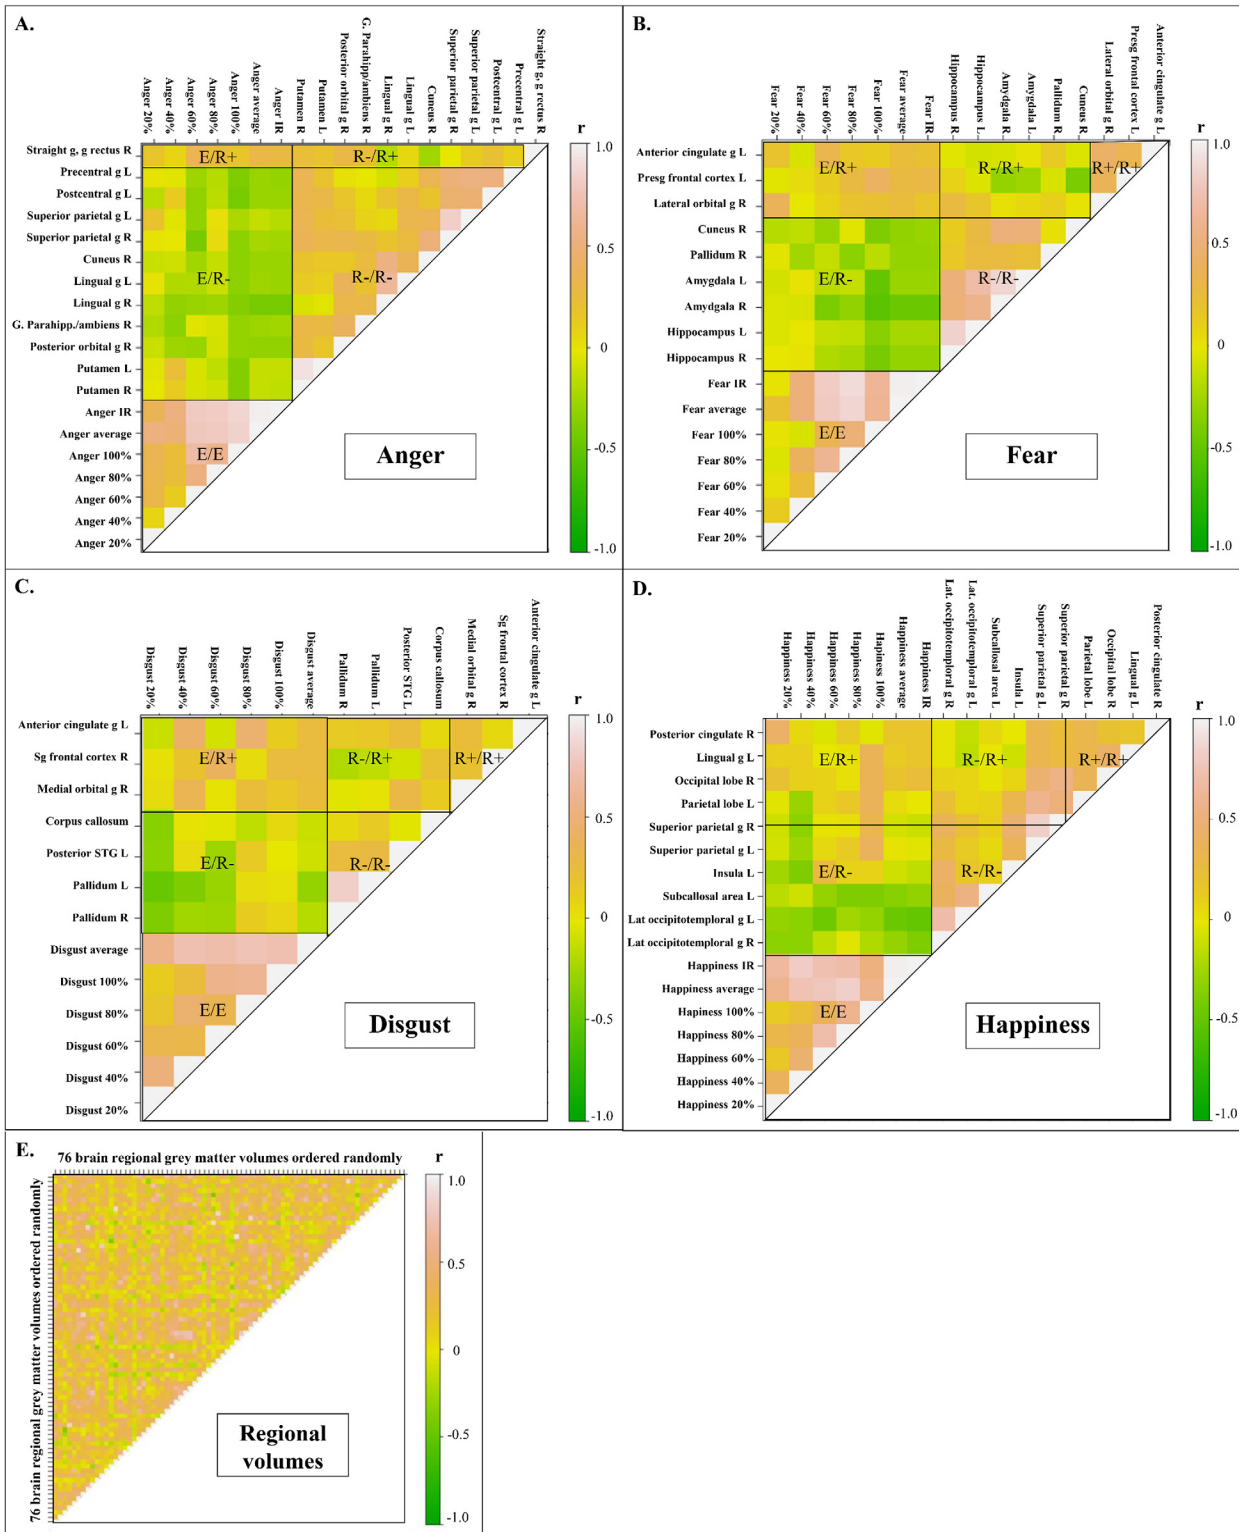 A.
Anger 20%
Anger 40%
Anger 60%
Anger 80%
Anger 100%
Anger average
Anger IR
Putamen R
Putamen L
Posterior orbital g R
G. Parahipp/ambiens R
Lingual g R
Lingual g L
Cuneus R
Superior parietal g R
Superior parietal g L
Postcentral g L
Precentral g L
Straight g, g rectus R
Straight g, g rectus R
Precentral g L
Postcentral g L
Superior parietal g L
Superior parietal g R
Cuneus R
Lingual g L
Lingual g R
G. Parahipp./ambiens R
Posterior orbital g R
Putamen L
Putamen R
Anger IR
Anger average
Anger 100%
Anger 80%
Anger 60%
Anger 40%
Anger 20%
E/R+
R-/R+
E/R-
R-/R-
E/E
Anger
r
1.0
0.5
0
-0.5
-1.0
B.
Fear 20%
Fear 40%
Fear 60%
Fear 80%
Fear 100%
Fear average
Fear IR
Hippocampus R
Hippocampus L
Amydgala R
Amygdala L
Pallidum R
Cuneus R
Lateral orbital g R
Presg frontal cortex L
Anterior cingulate g L
Anterior cingulate g L
Presg frontal cortex L
Lateral orbital g R
Cuneus R
Pallidum R
Amygdala L
Amydgala R
Hippocampus L
Hippocampus R
Fear IR
Fear average
Fear 100%
Fear 80%
Fear 60%
Fear 40%
Fear 20%
E/R+
R-/R+
R+/R+
E/R-
R-/R-
E/E
Fear
r
1.0
0.5
0
-0.5
-1.0
C.
Disgust 20%
Disgust 40%
Disgust 60%
Disgust 80%
Disgust 100%
Disgust average
Pallidum R
Pallidum L
Posterior STG L
Corpus callosum
Medial orbital g R
Sg frontal cortex R
Anterior cingulate g L
Anterior cingulate g L
Sg frontal cortex R
Medial orbital g R
Corpus callosum
Posterior STG L
Pallidum L
Pallidum R
Disgust average
Disgust 100%
Disgust 80%
Disgust 60%
Disgust 40%
Disgust 20%
E/R+
R-/R+
R+/R+
E/R-
R-/R-
E/E
Disgust
r
1.0
0.5
0
-0.5
-1.0
D.
Happiness 20%
Happiness 40%
Happiness 60%
Happiness 80%
Hapiness 100%
Happiness average
Happiness IR
Lat. occipitotemploral g R
Lat. occipitotemploral g L
Subcallosal area L
Insula L
Superior parietal g L
Superior parietal g R
Parietal lobe L
Occipital lobe R
Lingual g L
Posterior cingulate R
Posterior cingulate R
Lingual g L
Occipital lobe R
Parietal lobe L
Superior parietal g R
Superior parietal g L
Insula L
Subcallosal area L
Lat occipitotemploral g L
Lat occipitotemploral g R
Happiness IR
Happiness average
Hapiness 100%
Happiness 80%
Happiness 60%
Happiness 40%
Happiness 20%
E/R+
R-/R+
R+/R+
E/R-
R-/R-
E/E
Happiness
r
1.0
0.5
0
-0.5
-1.0
E.
76 brain regional grey matter volumes ordered randomly
76 brain regional grey matter volumes ordered randomly
Regional
volumes
r
1.0
0.5
0
-0.5
-1.0